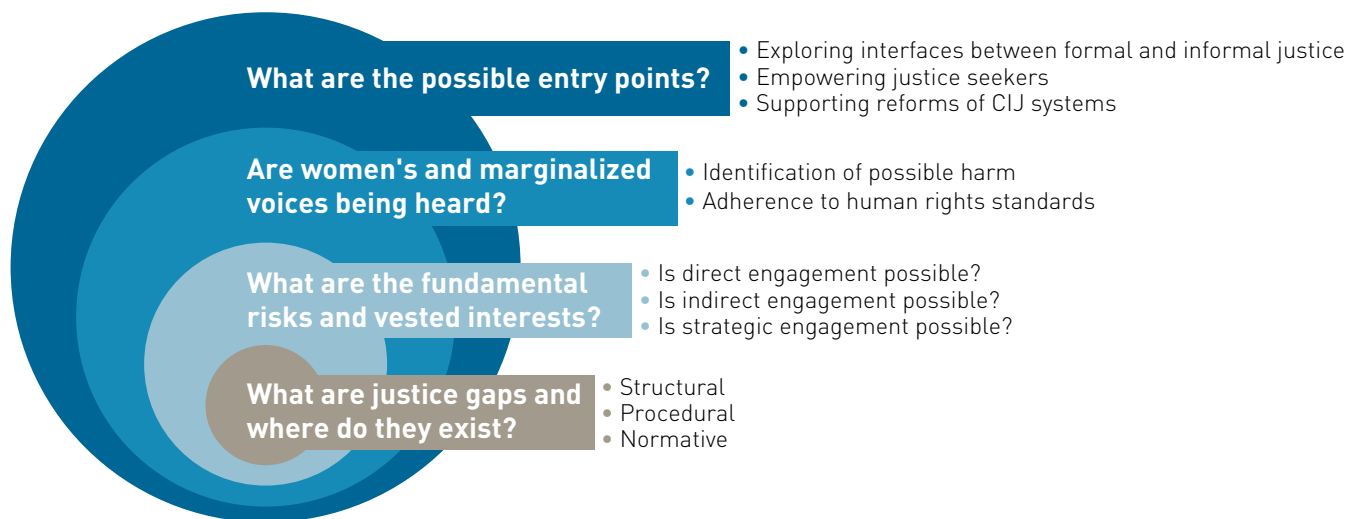 What are the possible entry points?
• Exploring interfaces between formal and informal justice
• Empowering justice seekers
• Supporting reforms of CIJ systems
Are women's and marginalized
voices being heard?
• Identification of possible harm
• Adherence to human rights standards
What are the fundamental
risks and vested interests?
• Is direct engagement possible?
• Is indirect engagement possible?
• Is strategic engagement possible?
What are justice gaps and
where do they exist?
• Structural
• Procedural
• Normative